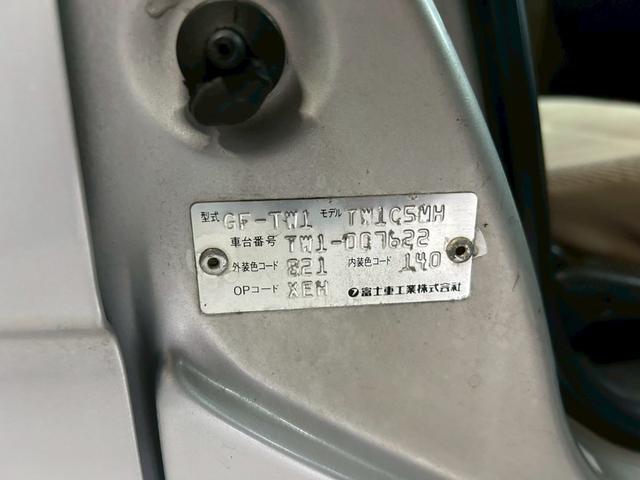 型式 GF-TW1 モデル TW1C5MH
車台番号 TW1-007622
外装色コード 821 内装色コード 140
OPコード XEH 富士重工業株式会社